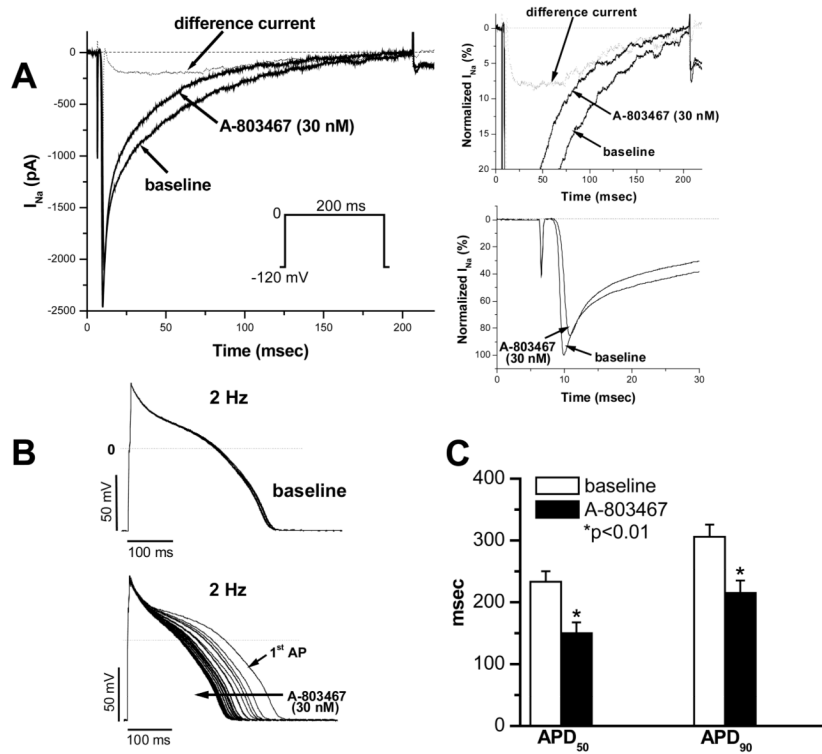 A
difference current
0
-500
-1000
-1500
-2000
-2500
I_Na (pA)
A-803467 (30 nM)
baseline
200 ms
0
-120 mV
0
50
100
150
200
Time (msec)
difference current
0
5
10
15
20
Normalized I_Na (%)
A-803467 (30 nM)
baseline
0
50
100
150
200
Time (msec)
0
20
40
60
80
100
Normalized I_Na (%)
A-803467
(30 nM)
baseline
0
10
20
30
Time (msec)
B
2 Hz
0
baseline
50 mV
100 ms
2 Hz
1st AP
A-803467
(30 nM)
50 mV
100 ms
C
400
300
200
100
0
msec
baseline
A-803467
*p<0.01
*
*
APD50
APD90